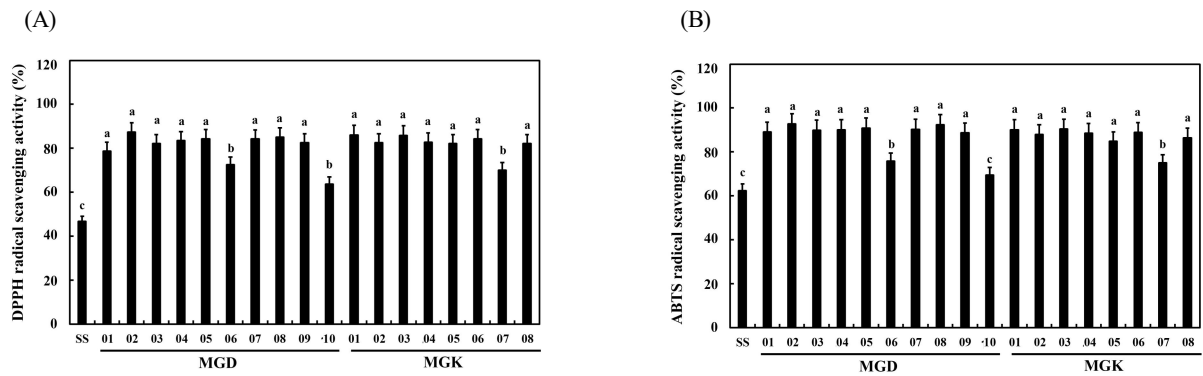 (A)
DPPH radical scavenging activity (%)
120
100
80
60
40
20
0
c a a a a a b a a a b a a a a a a b a
SS 01 02 03 04 05 06 07 08 09 ·10 01 02 03 .04 05 06 07 08
MGD MGK
(B)
ABTS radical scavenging activity (%)
120
100
80
60
40
20
0
c a a a a a b a a a c a a a a a a b a
SS 01 02 03 04 05 06 07 08 09 ·10 01 02 03 .04 05 06 07 08
MGD MGK